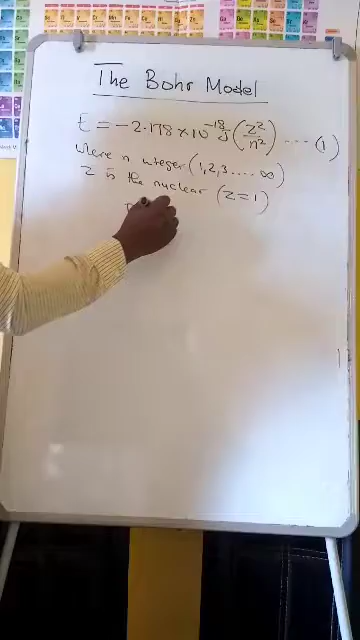 The Bohr Model
E = -2.178 × 10⁻¹⁸ J (Z²/n²) ---- (1)
where n integer (1,2,3.....∞)
Z is the nuclear (Z=1)